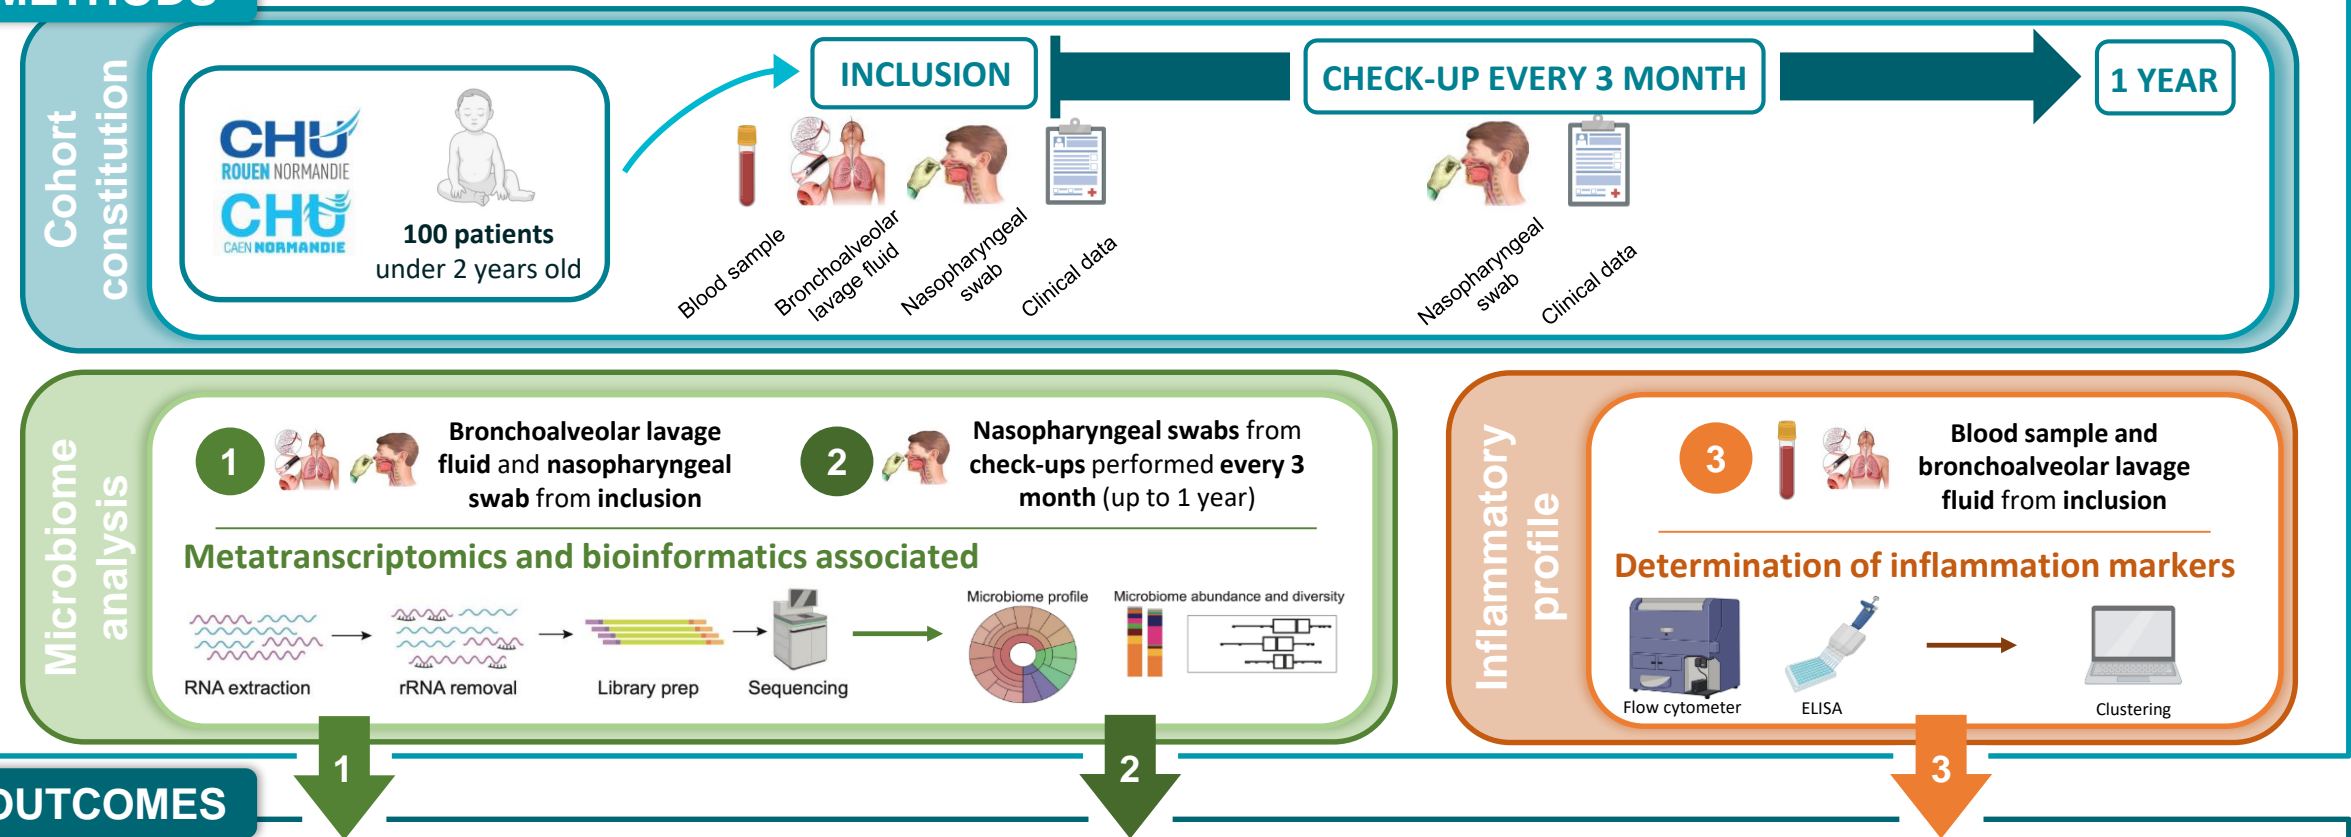 METHODS
Cohort
constitution
CHU
ROUEN NORMANDIE
CHU
CAEN NORMANDIE
100 patients
under 2 years old
INCLUSION
CHECK-UP EVERY 3 MONTH
1 YEAR
Blood sample
Bronchoalveolar
lavage fluid
Nasopharyngeal
swab
Clinical data
Nasopharyngeal
swab
Clinical data
Microbiome
analysis
1
Bronchoalveolar lavage
fluid and nasopharyngeal
swab from inclusion
2
Nasopharyngeal swabs from
check-ups performed every 3
month (up to 1 year)
Metatranscriptomics and bioinformatics associated
RNA extraction
rRNA removal
Library prep
Sequencing
Microbiome profile
Microbiome abundance and diversity
Inflammatory
profile
3
Blood sample and
bronchoalveolar lavage
fluid from inclusion
Determination of inflammation markers
Flow cytometer
ELISA
Clustering
1
2
3
OUTCOMES